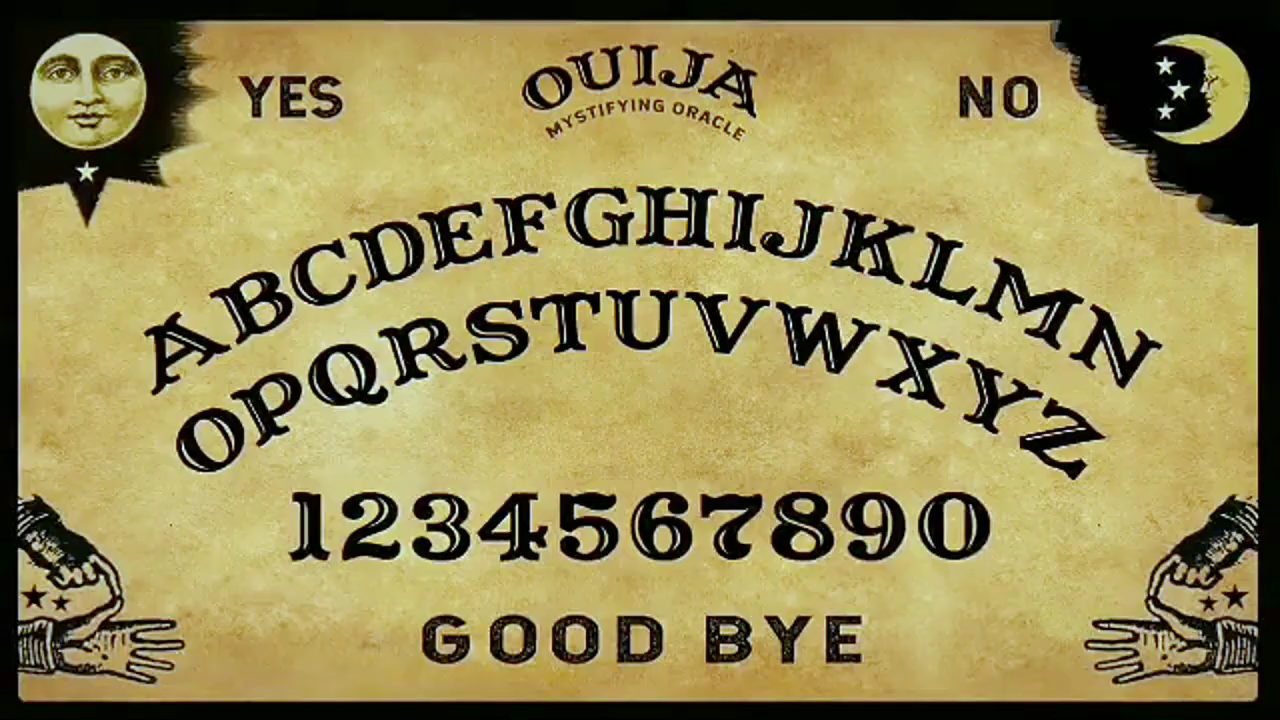 YES OUIJA NO
MYSTIFYING ORACLE
ABCDEFGHIJKLMN
OPQRSTUVWXYZ
1234567890
GOOD BYE